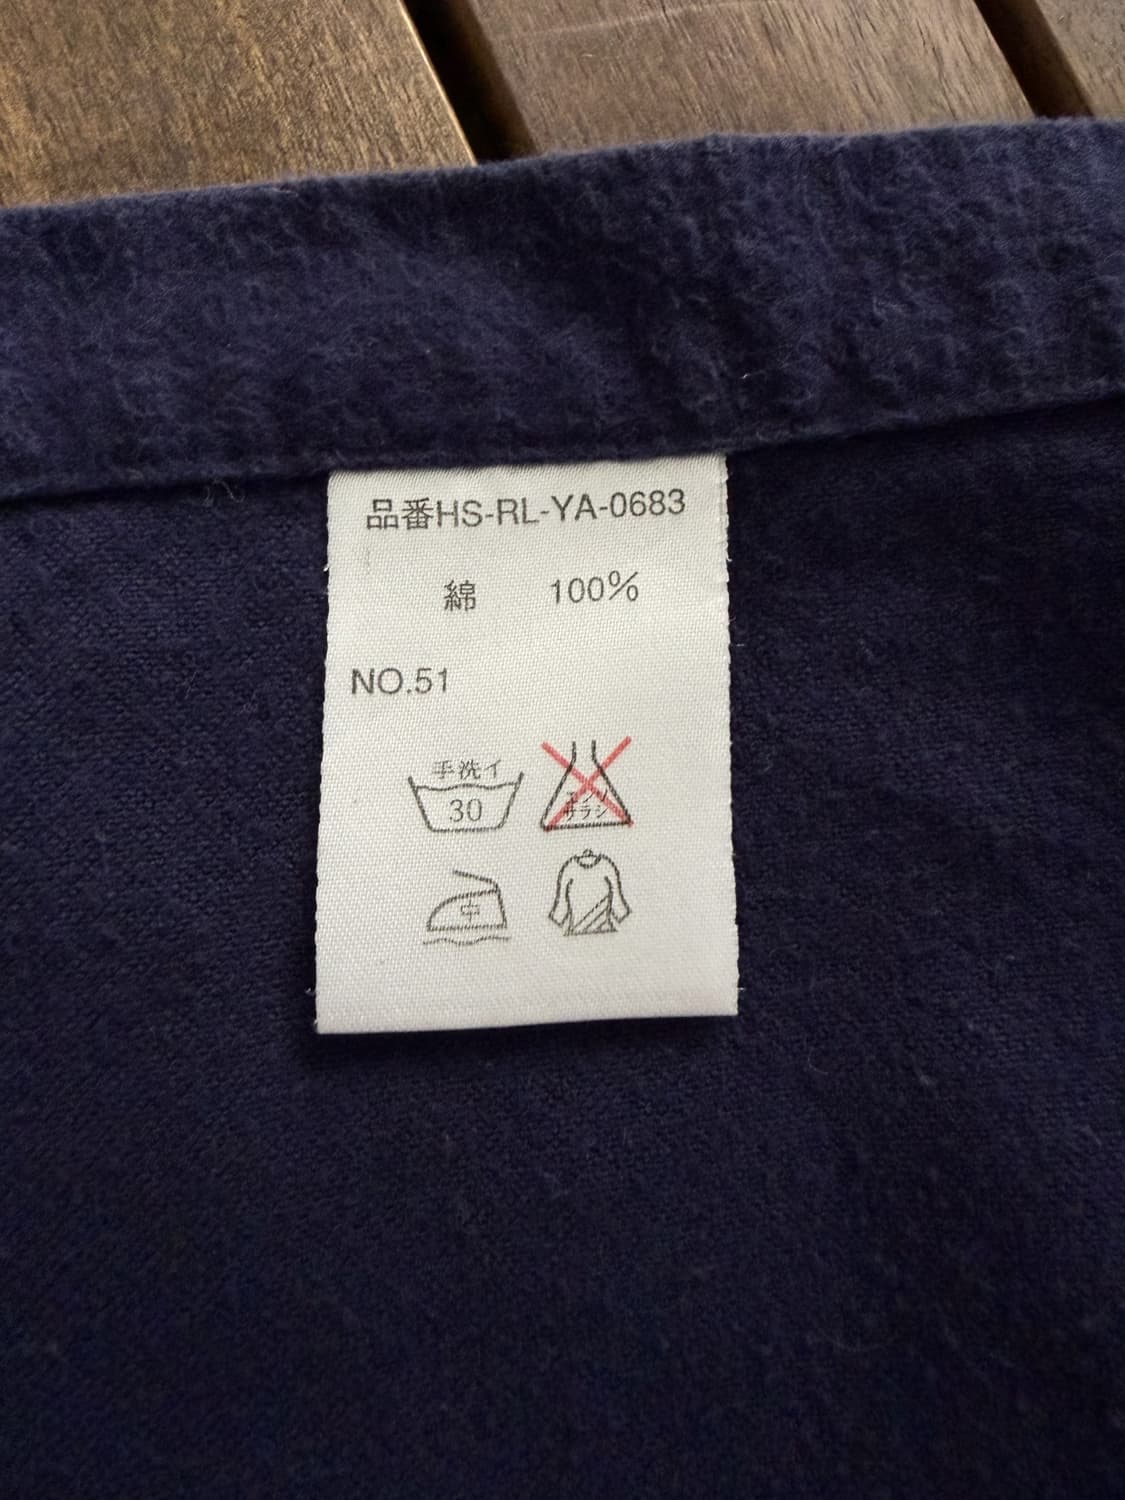 品番HS-RL-YA-0683
綿 100%
NO.51
手洗イ
30
エンソ
サラシ
中